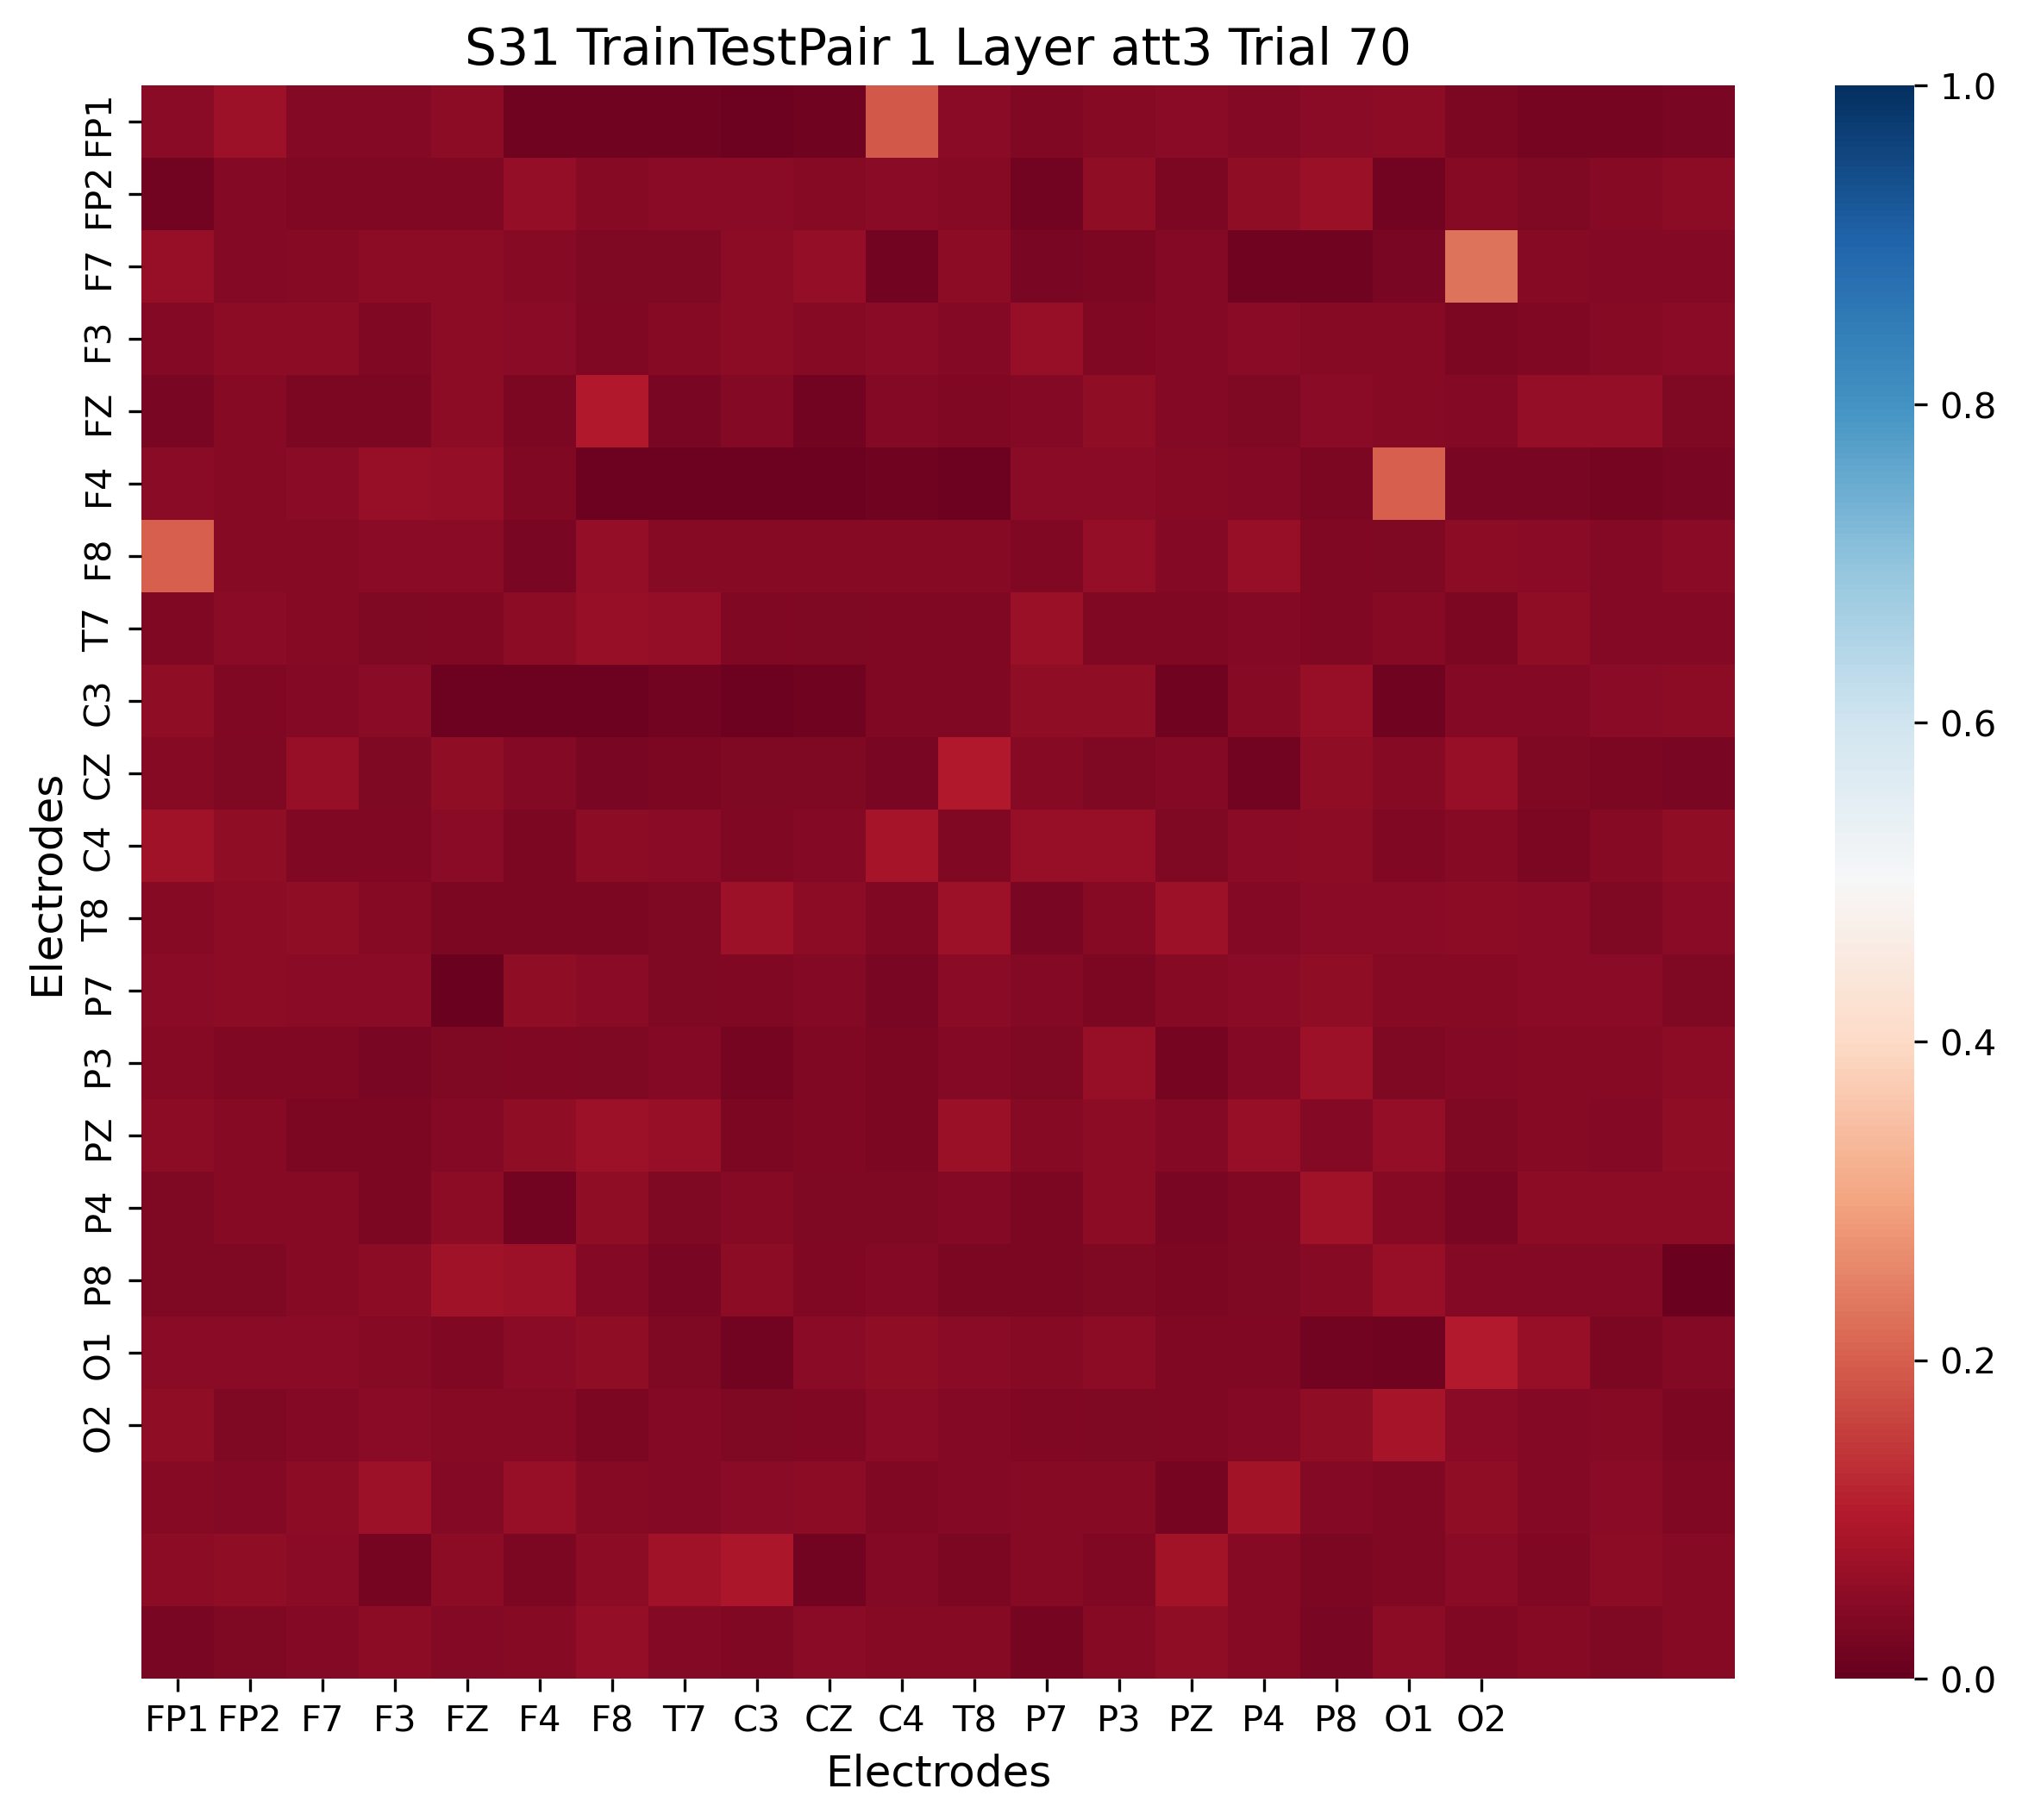 S31 TrainTestPair 1 Layer att3 Trial 70
Electrodes
FP1
FP2
F7
F3
FZ
F4
F8
T7
C3
CZ
C4
T8
P7
P3
PZ
P4
P8
O1
O2
FP1 FP2 F7 F3 FZ F4 F8 T7 C3 CZ C4 T8 P7 P3 PZ P4 P8 O1 O2
Electrodes
1.0
0.8
0.6
0.4
0.2
0.0